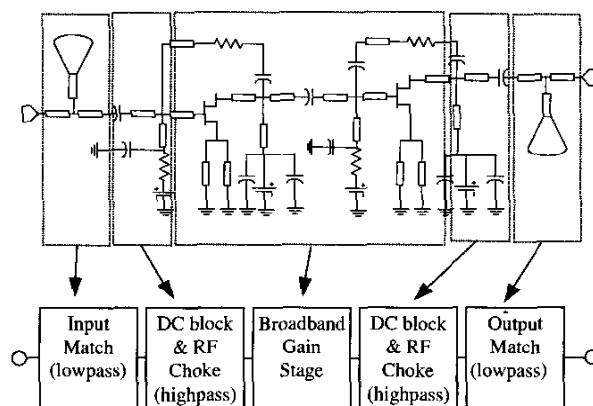 Input
Match
(lowpass)
DC block
& RF
Choke
(highpass)
Broadband
Gain
Stage
DC block
& RF
Choke
(highpass)
Output
Match
(lowpass)